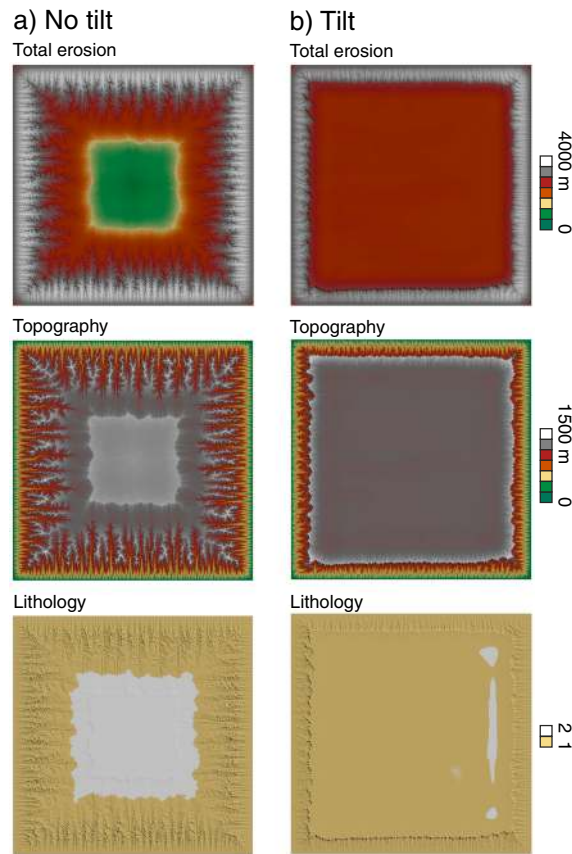 a) No tilt
Total erosion
b) Tilt
Total erosion
4000 m
0
Topography
Topography
1500 m
0
Lithology
Lithology
2
1